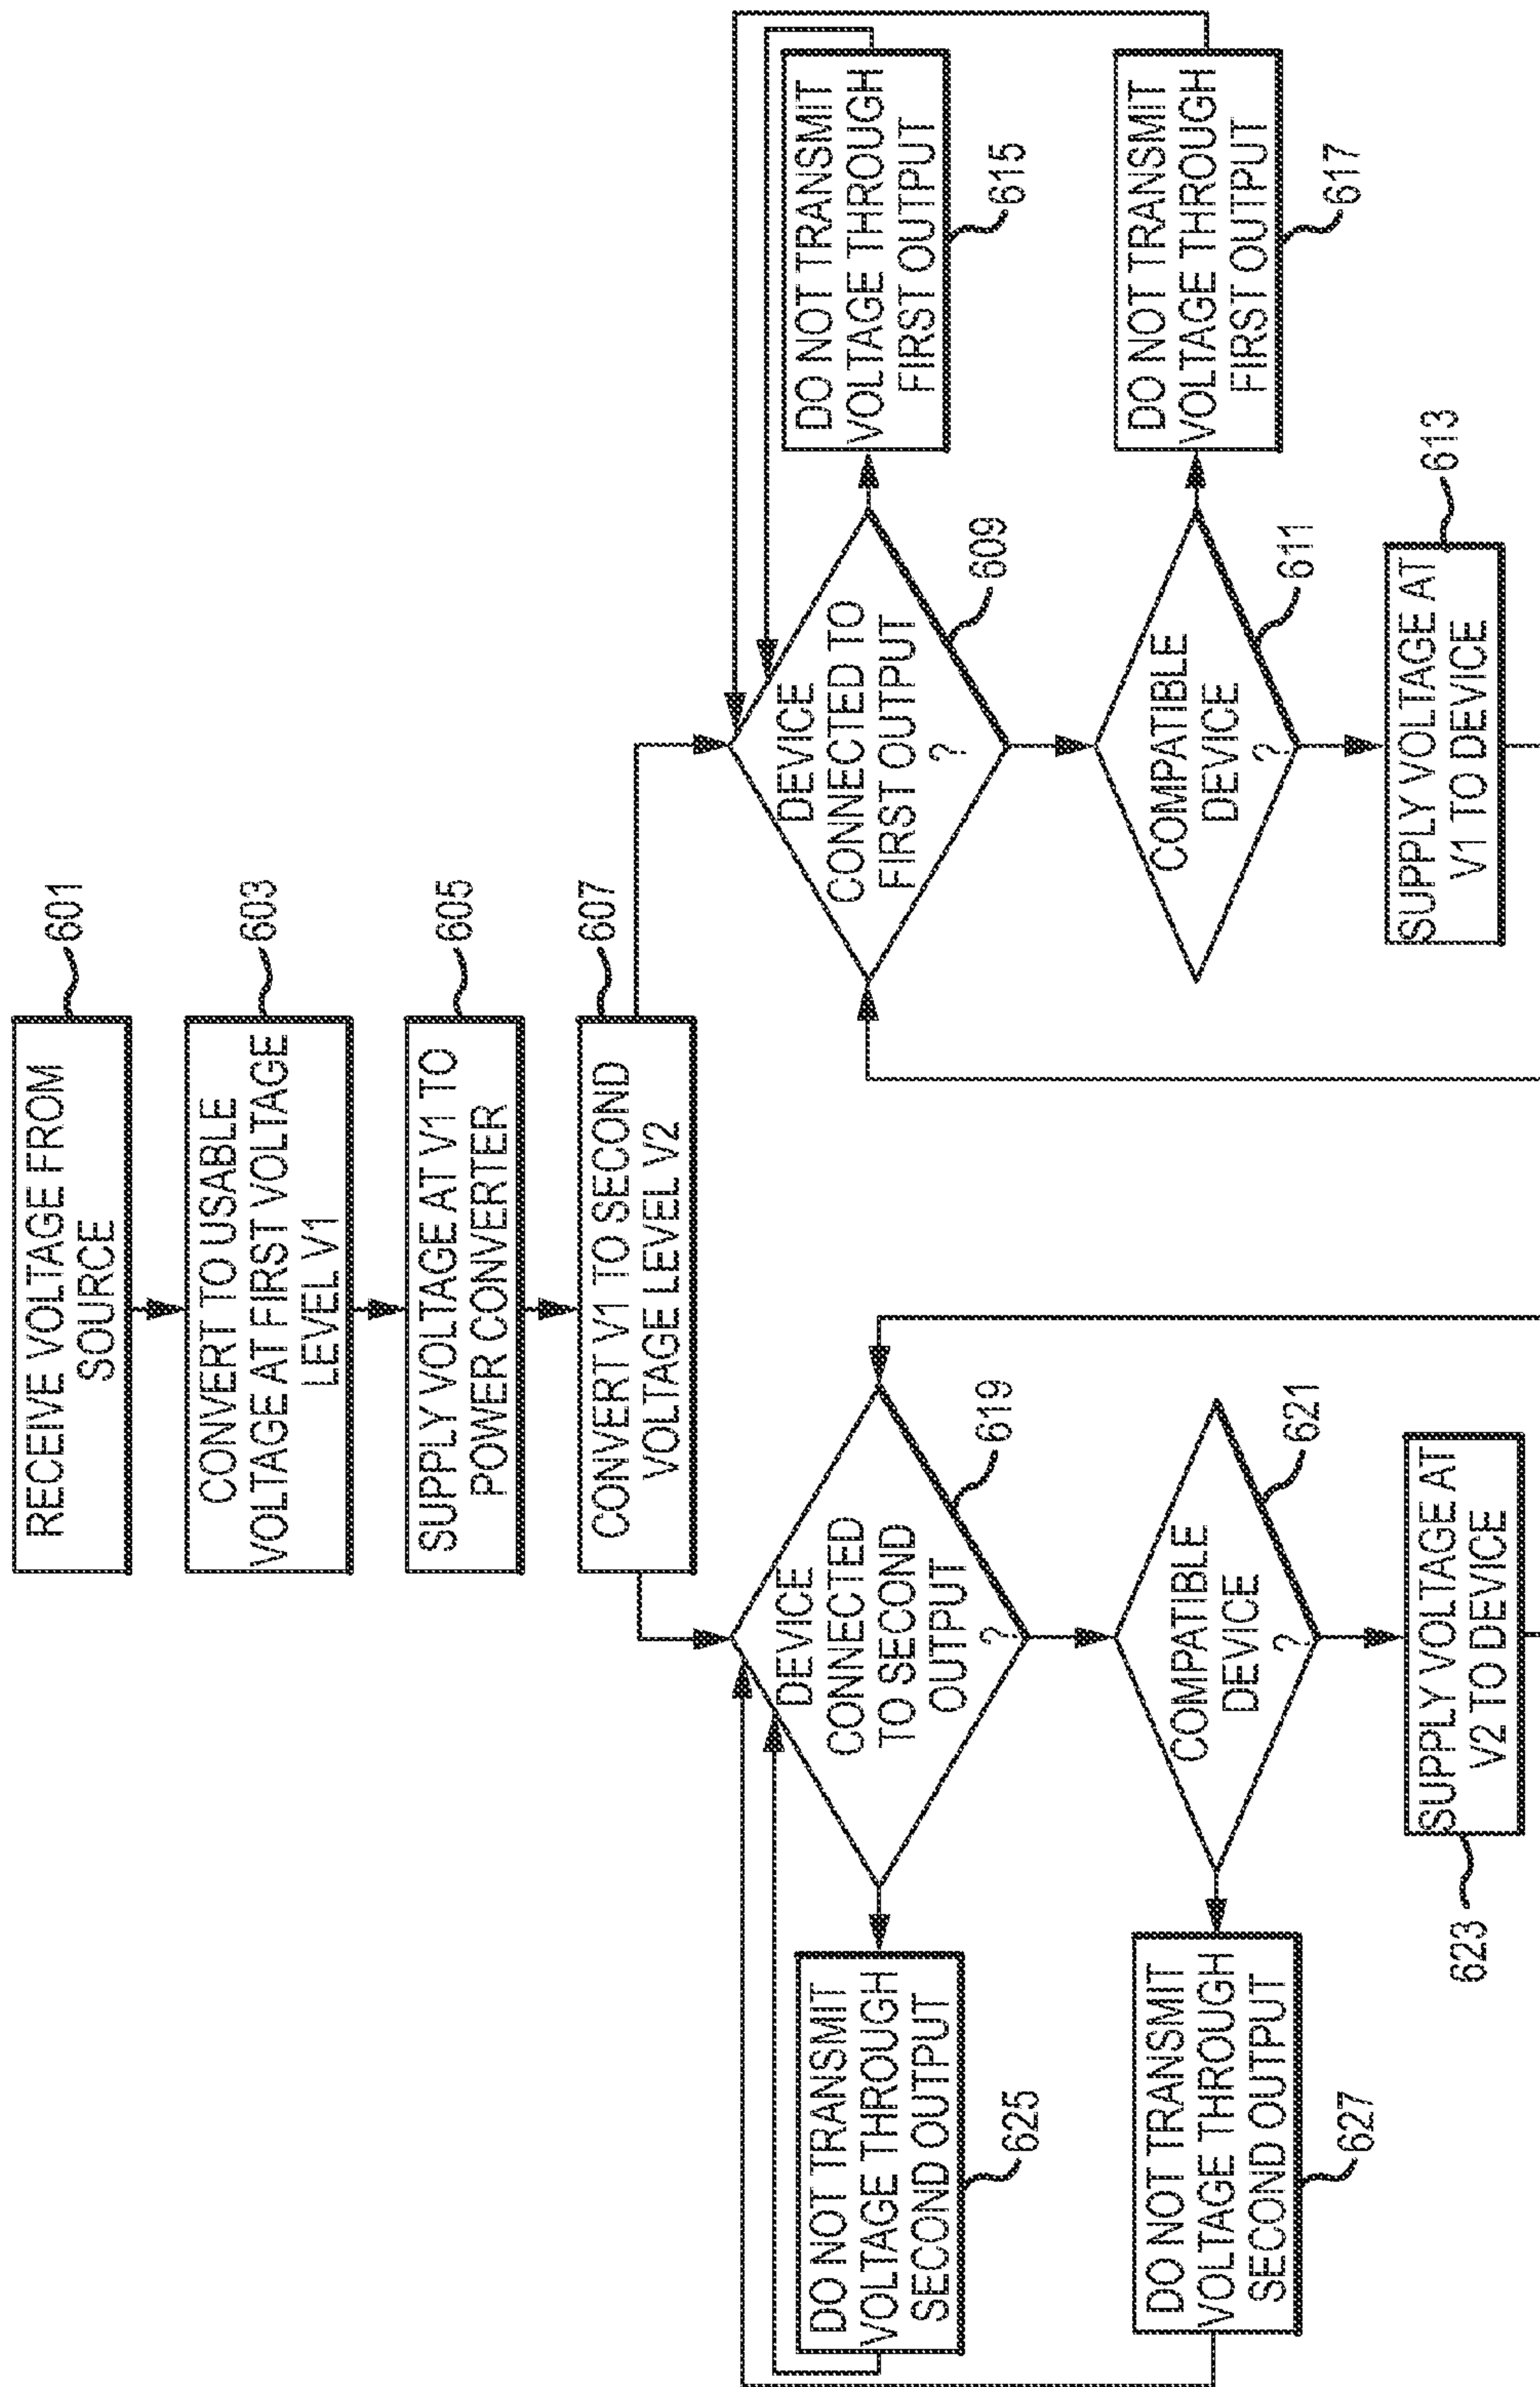 RECEIVE VOLTAGE FROM
SOURCE
601
CONVERT TO USABLE
VOLTAGE AT FIRST VOLTAGE
LEVEL V1
603
SUPPLY VOLTAGE AT V1 TO
POWER CONVERTER
605
CONVERT V1 TO SECOND
VOLTAGE LEVEL V2
607
DEVICE
CONNECTED
TO SECOND
OUTPUT
?
619
DO NOT TRANSMIT
VOLTAGE THROUGH
SECOND OUTPUT
625
COMPATIBLE
DEVICE
?
621
DO NOT TRANSMIT
VOLTAGE THROUGH
SECOND OUTPUT
627
SUPPLY VOLTAGE AT
V2 TO DEVICE
623
DEVICE
CONNECTED TO
FIRST OUTPUT
?
609
DO NOT TRANSMIT
VOLTAGE THROUGH
FIRST OUTPUT
615
COMPATIBLE
DEVICE
?
611
DO NOT TRANSMIT
VOLTAGE THROUGH
FIRST OUTPUT
617
SUPPLY VOLTAGE AT
V1 TO DEVICE
613